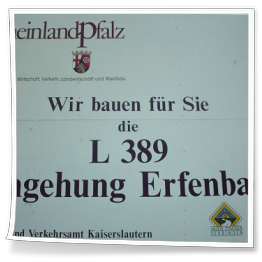 einlandPfalz
Wirtschaft, Verkehr, Landwirtschaft und Weinbau
Wir bauen für Sie
die
L 389
ngehung Erfenba
nd Verkehrsamt Kaiserslautern